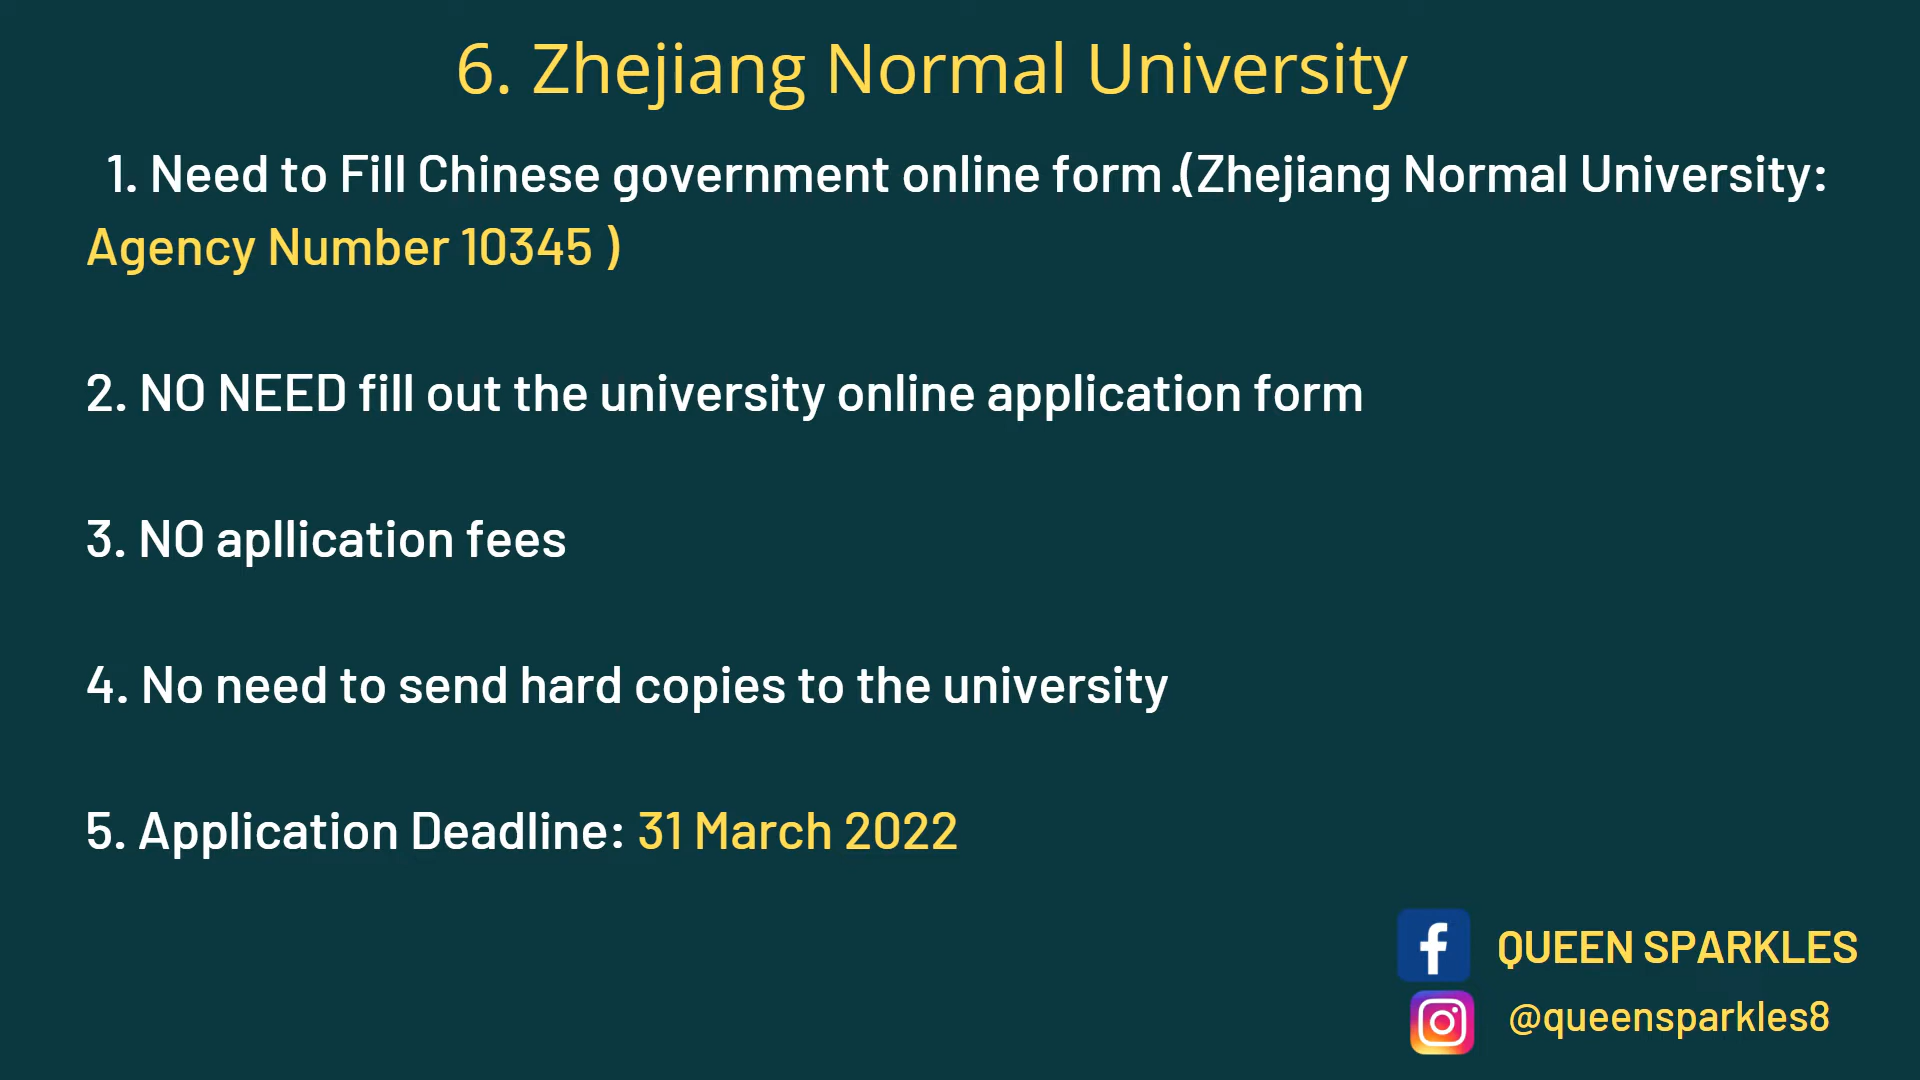 6. Zhejiang Normal University
1. Need to Fill Chinese government online form .(Zhejiang Normal University:
Agency Number 10345 )
2. NO NEED fill out the university online application form
3. NO apllication fees
4. No need to send hard copies to the university
5. Application Deadline: 31 March 2022
QUEEN SPARKLES
@queensparkles8